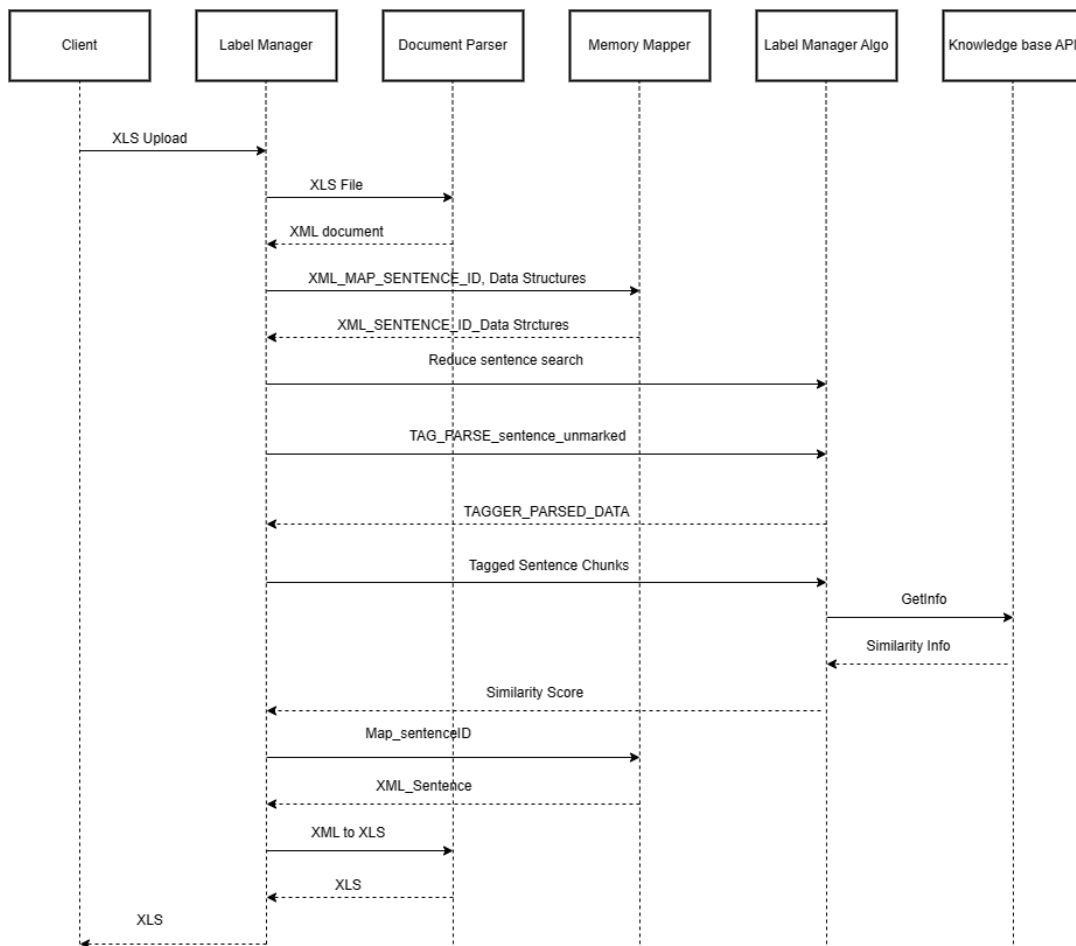 Client
Label Manager
Document Parser
Memory Mapper
Label Manager Algo
Knowledge base API
XLS Upload
XLS File
XML document
XML_MAP_SENTENCE_ID, Data Structures
XML_SENTENCE_ID_Data Strctures
Reduce sentence search
TAG_PARSE_sentence_unmarked
TAGGER_PARSED_DATA
Tagged Sentence Chunks
GetInfo
Similarity Info
Similarity Score
Map_sentenceID
XML_Sentence
XML to XLS
XLS
XLS